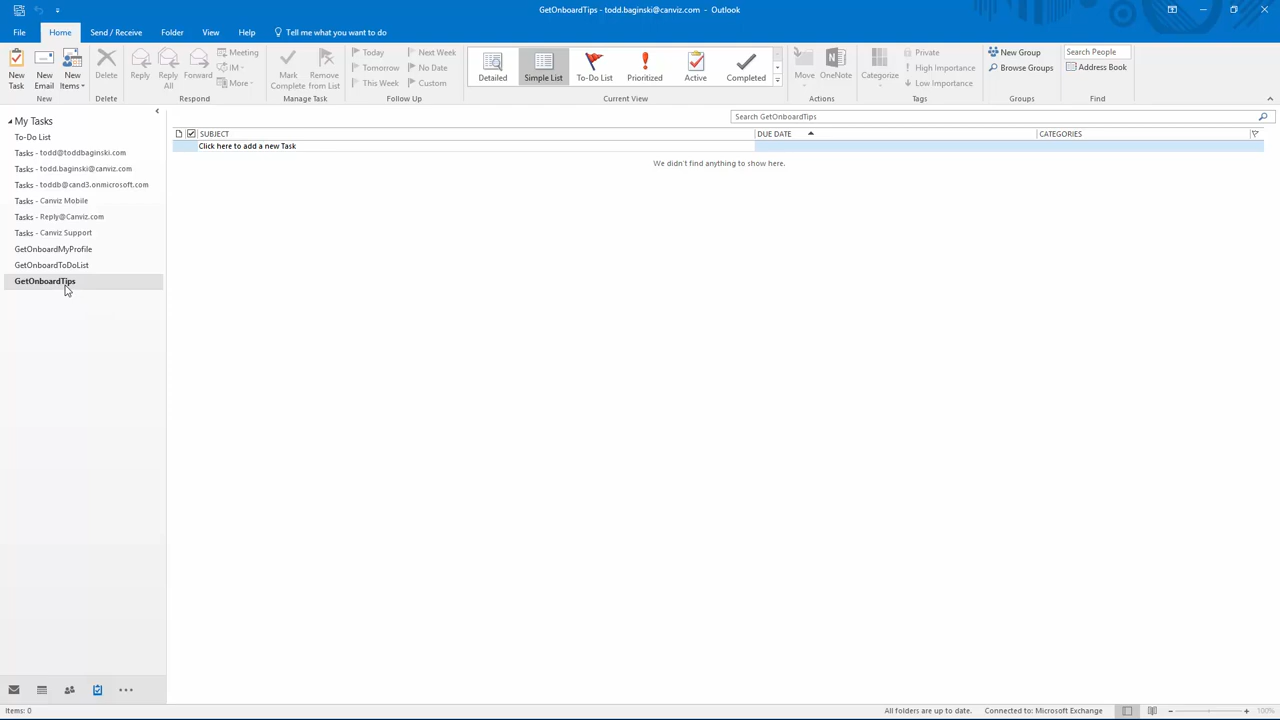 GetOnboardTips - todd.baginski@canviz.com - Outlook
File Home Send / Receive Folder View Help Tell me what you want to do
New Task
New Email
New Items
New
Delete
Delete
Reply
Reply All
Forward
Meeting
IM
More
Respond
Mark Complete
Remove from List
Manage Task
Today
Tomorrow
This Week
Next Week
No Date
Custom
Follow Up
Detailed
Simple List
To-Do List
Prioritized
Active
Completed
Current View
Move
OneNote
Actions
Categorize
Private
High Importance
Low Importance
Tags
New Group
Browse Groups
Groups
Search People
Address Book
Find
My Tasks
To-Do List
Tasks - todd@toddbaginski.com
Tasks - todd.baginski@canviz.com
Tasks - toddb@cand3.onmicrosoft.com
Tasks - Canviz Mobile
Tasks - Reply@Canviz.com
Tasks - Canviz Support
GetOnboardMyProfile
GetOnboardToDoList
GetOnboardTips
Search GetOnboardTips
SUBJECT DUE DATE CATEGORIES
Click here to add a new Task
We didn't find anything to show here.
Items: 0 All folders are up to date. Connected to: Microsoft Exchange 100%